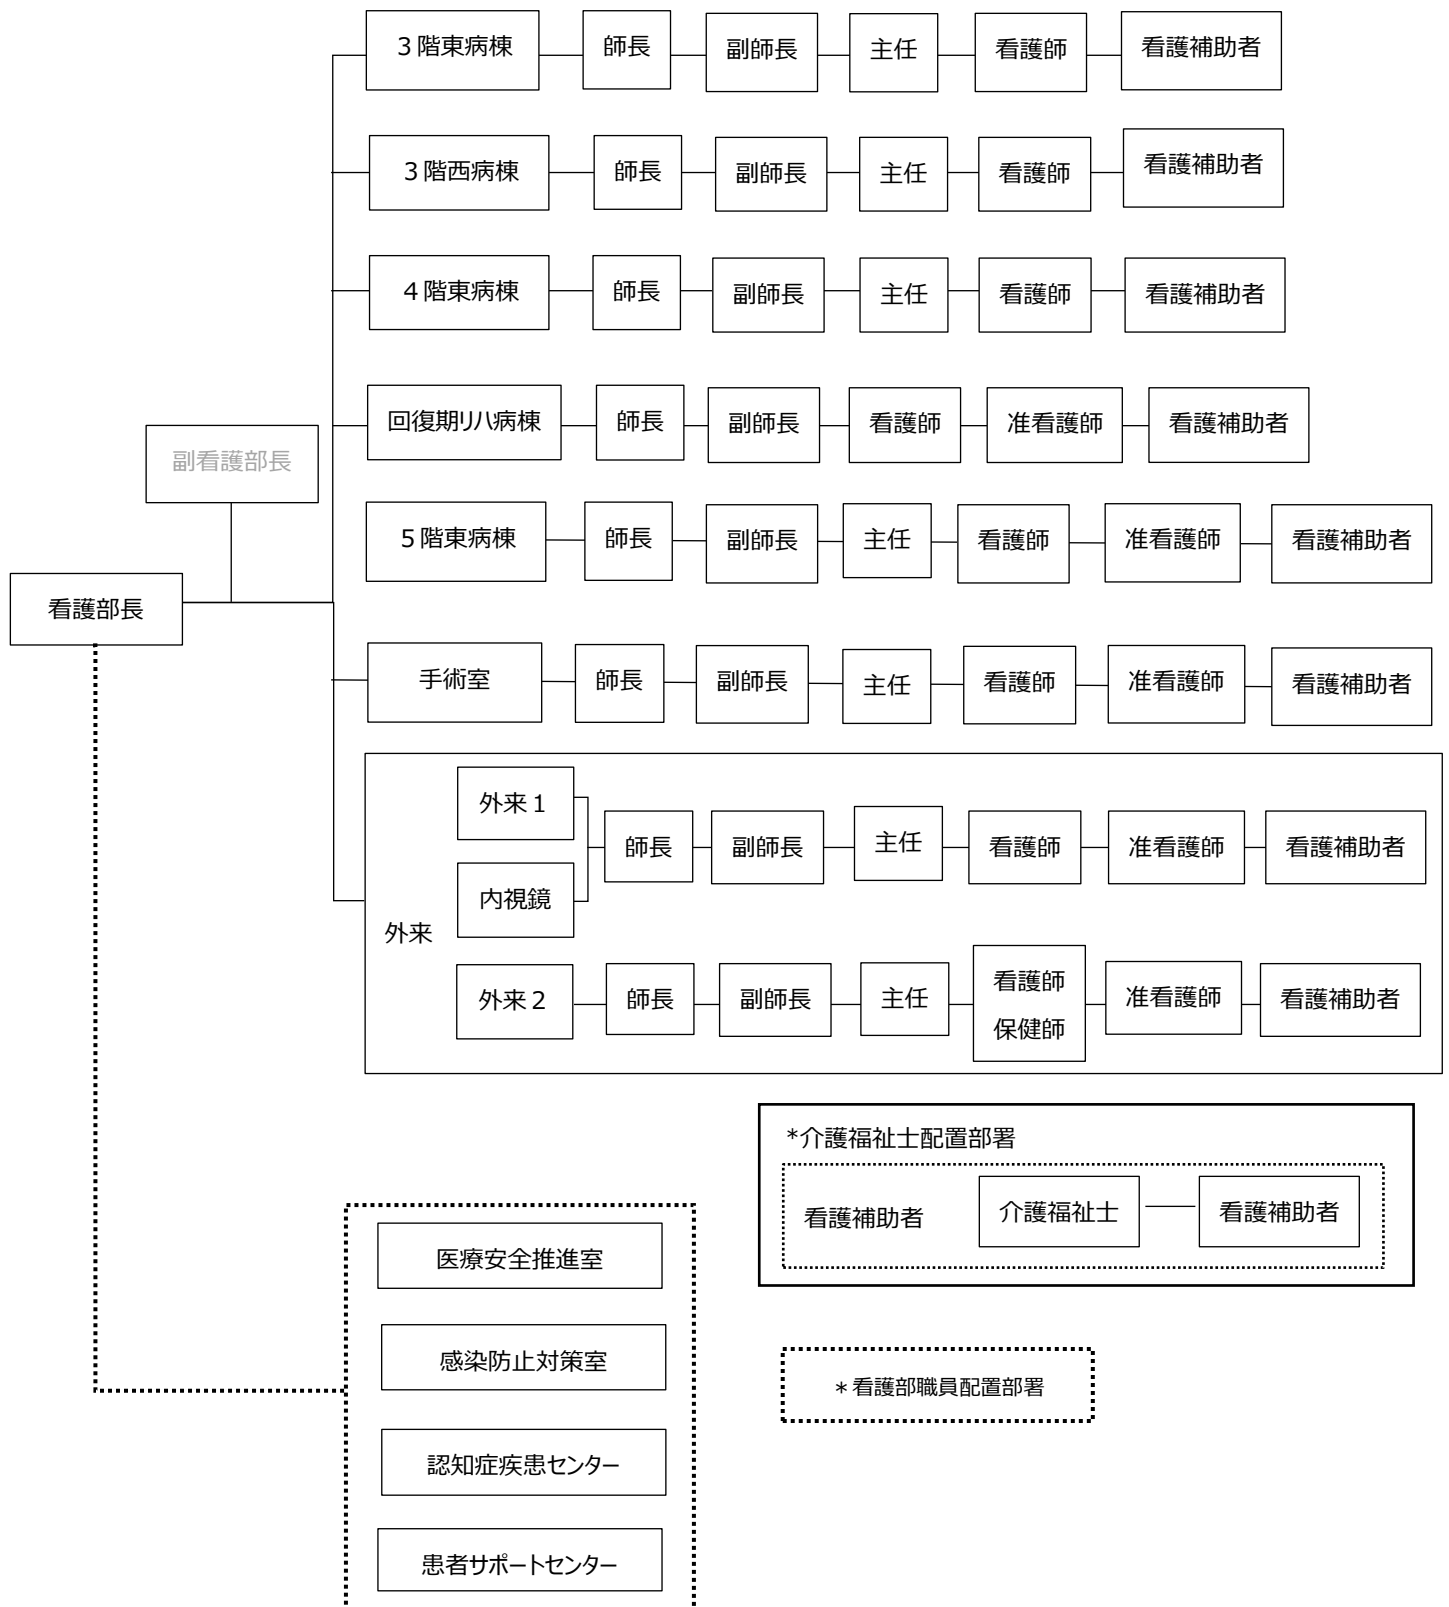 ３階東病棟 師長 副師長 主任 看護師 看護補助者
３階西病棟 師長 副師長 主任 看護師 看護補助者
４階東病棟 師長 副師長 主任 看護師 看護補助者
回復期リハ病棟 師長 副師長 看護師 准看護師 看護補助者
副看護部長
５階東病棟 師長 副師長 主任 看護師 准看護師 看護補助者
看護部長
手術室 師長 副師長 主任 看護師 准看護師 看護補助者
外来
外来１
内視鏡
師長 副師長 主任 看護師 准看護師 看護補助者
外来２ 師長 副師長 主任
看護師
保健師
准看護師 看護補助者
*介護福祉士配置部署
看護補助者 介護福祉士 看護補助者
医療安全推進室
感染防止対策室
認知症疾患センター
患者サポートセンター
＊看護部職員配置部署